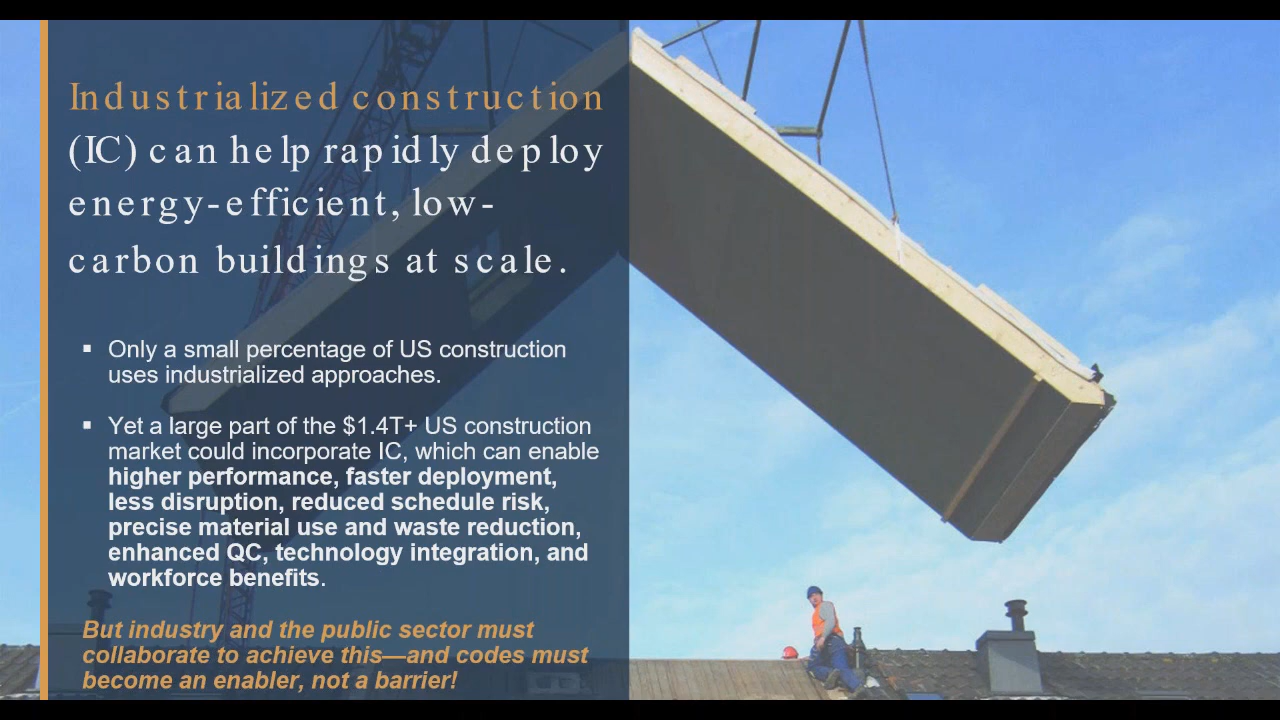 Industrialized construction
(IC) can help rapidly deploy
energy-efficient, low-
carbon buildings at scale.
▪ Only a small percentage of US construction
uses industrialized approaches.
▪ Yet a large part of the $1.4T+ US construction
market could incorporate IC, which can enable
higher performance, faster deployment,
less disruption, reduced schedule risk,
precise material use and waste reduction,
enhanced QC, technology integration, and
workforce benefits.
But industry and the public sector must
collaborate to achieve this—and codes must
become an enabler, not a barrier!